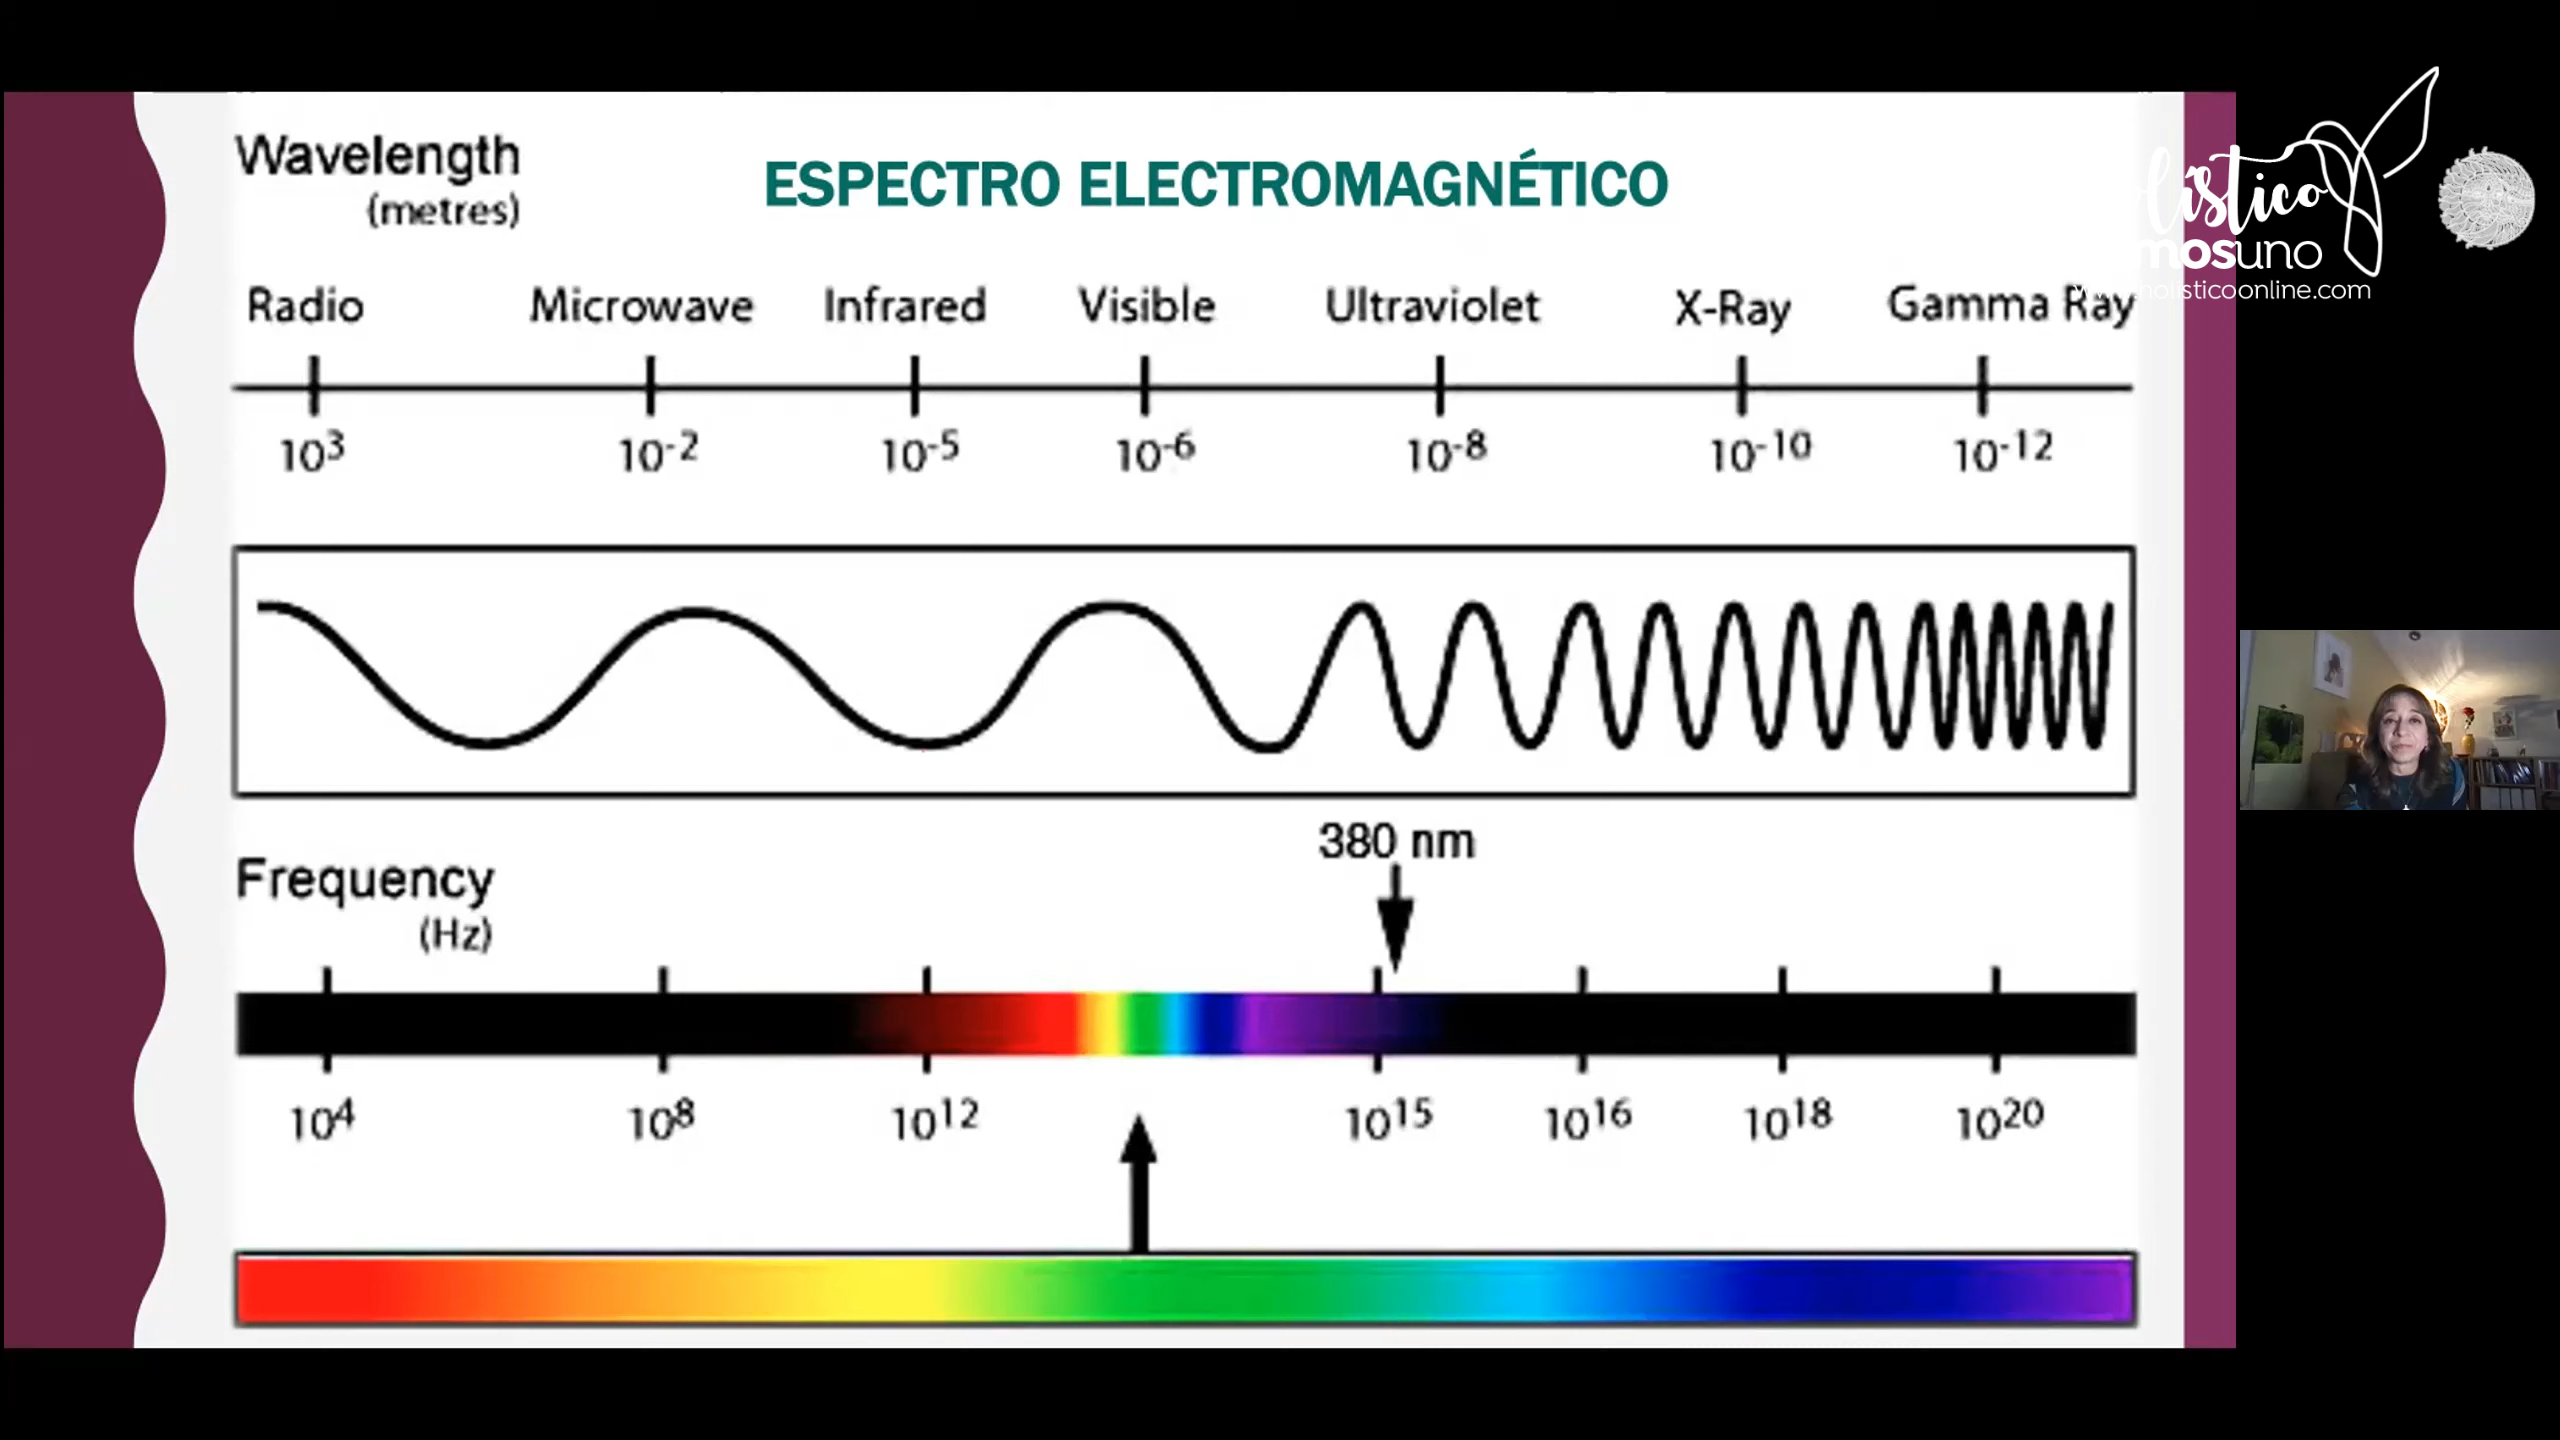 Wavelength
(metres)
ESPECTRO ELECTROMAGNÉTICO
Radio Microwave Infrared Visible Ultraviolet X-Ray Gamma Ray
10³ 10⁻² 10⁻⁵ 10⁻⁶ 10⁻⁸ 10⁻¹⁰ 10⁻¹²
380 nm
Frequency
(Hz)
10⁴ 10⁸ 10¹² 10¹⁵ 10¹⁶ 10¹⁸ 10²⁰
uno